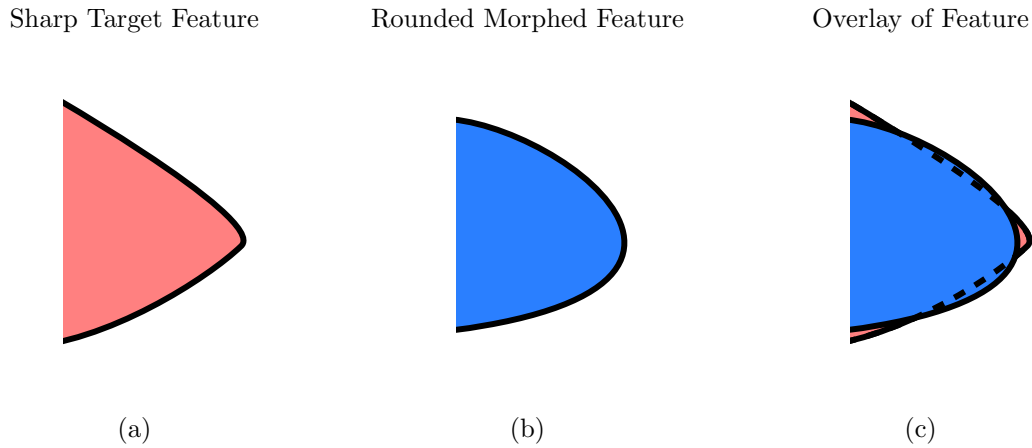 Sharp Target Feature
Rounded Morphed Feature
Overlay of Feature
(a)
(b)
(c)